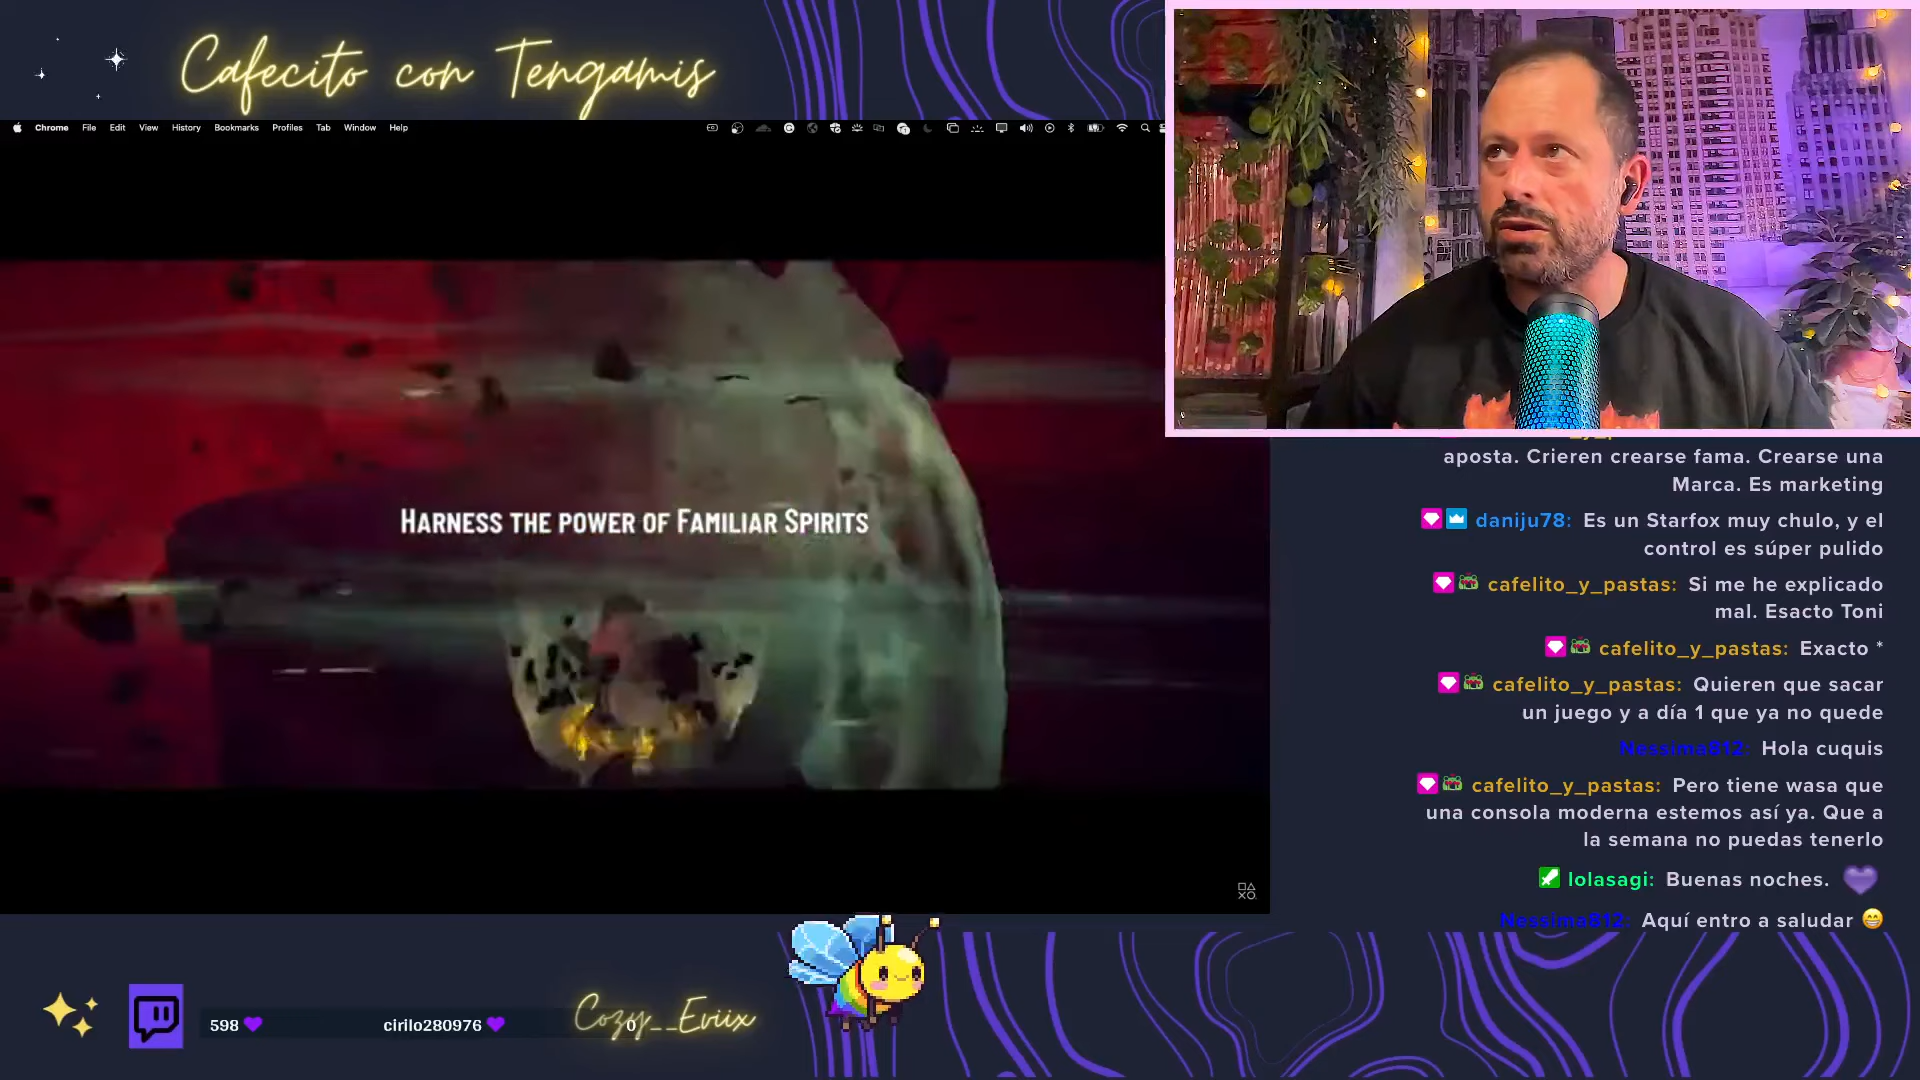 Cafecito con Tengamis
Chrome File Edit View History Bookmarks Profiles Tab Window Help
HARNESS THE POWER OF FAMILIAR SPIRITS
aposta. Crieren crearse fama. Crearse una
Marca. Es marketing
daniju78: Es un Starfox muy chulo, y el
control es súper pulido
cafelito_y_pastas: Si me he explicado
mal. Esacto Toni
cafelito_y_pastas: Exacto *
cafelito_y_pastas: Quieren que sacar
un juego y a día 1 que ya no quede
Nessima812: Hola cuquis
cafelito_y_pastas: Pero tiene wasa que
una consola moderna estemos así ya. Que a
la semana no puedas tenerlo
lolasagi: Buenas noches.
Nessima812: Aquí entro a saludar 😁
598 💜 cirilo280976 💜 0
Cozy__Eviix